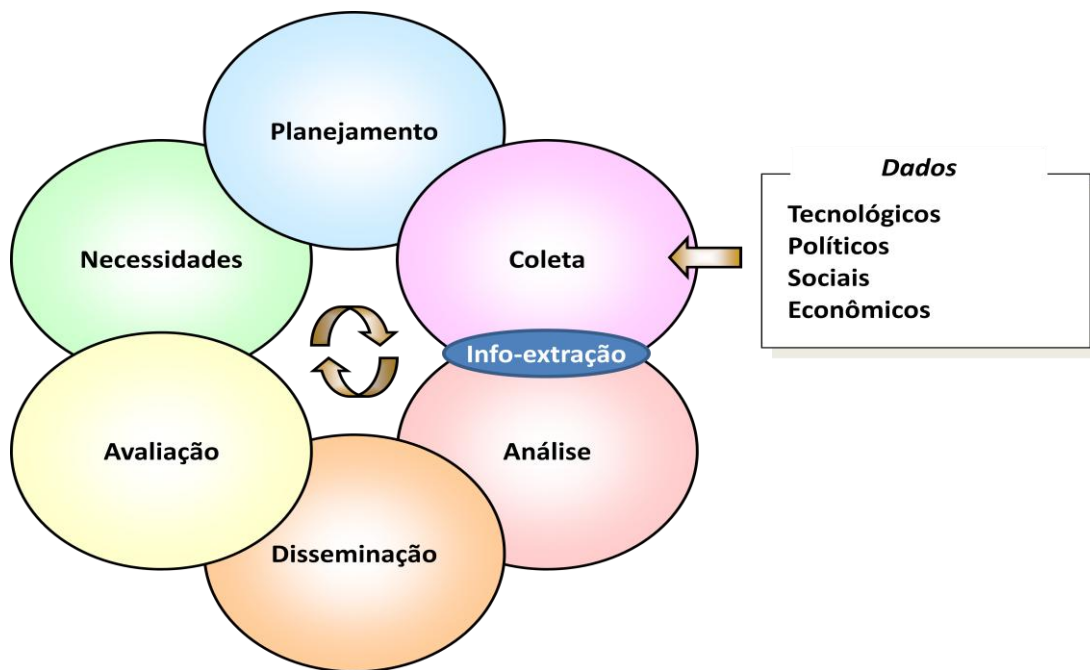 Planejamento
Dados
Tecnológicos
Políticos
Sociais
Econômicos
Necessidades
Coleta
Info-extração
Avaliação
Análise
Disseminação